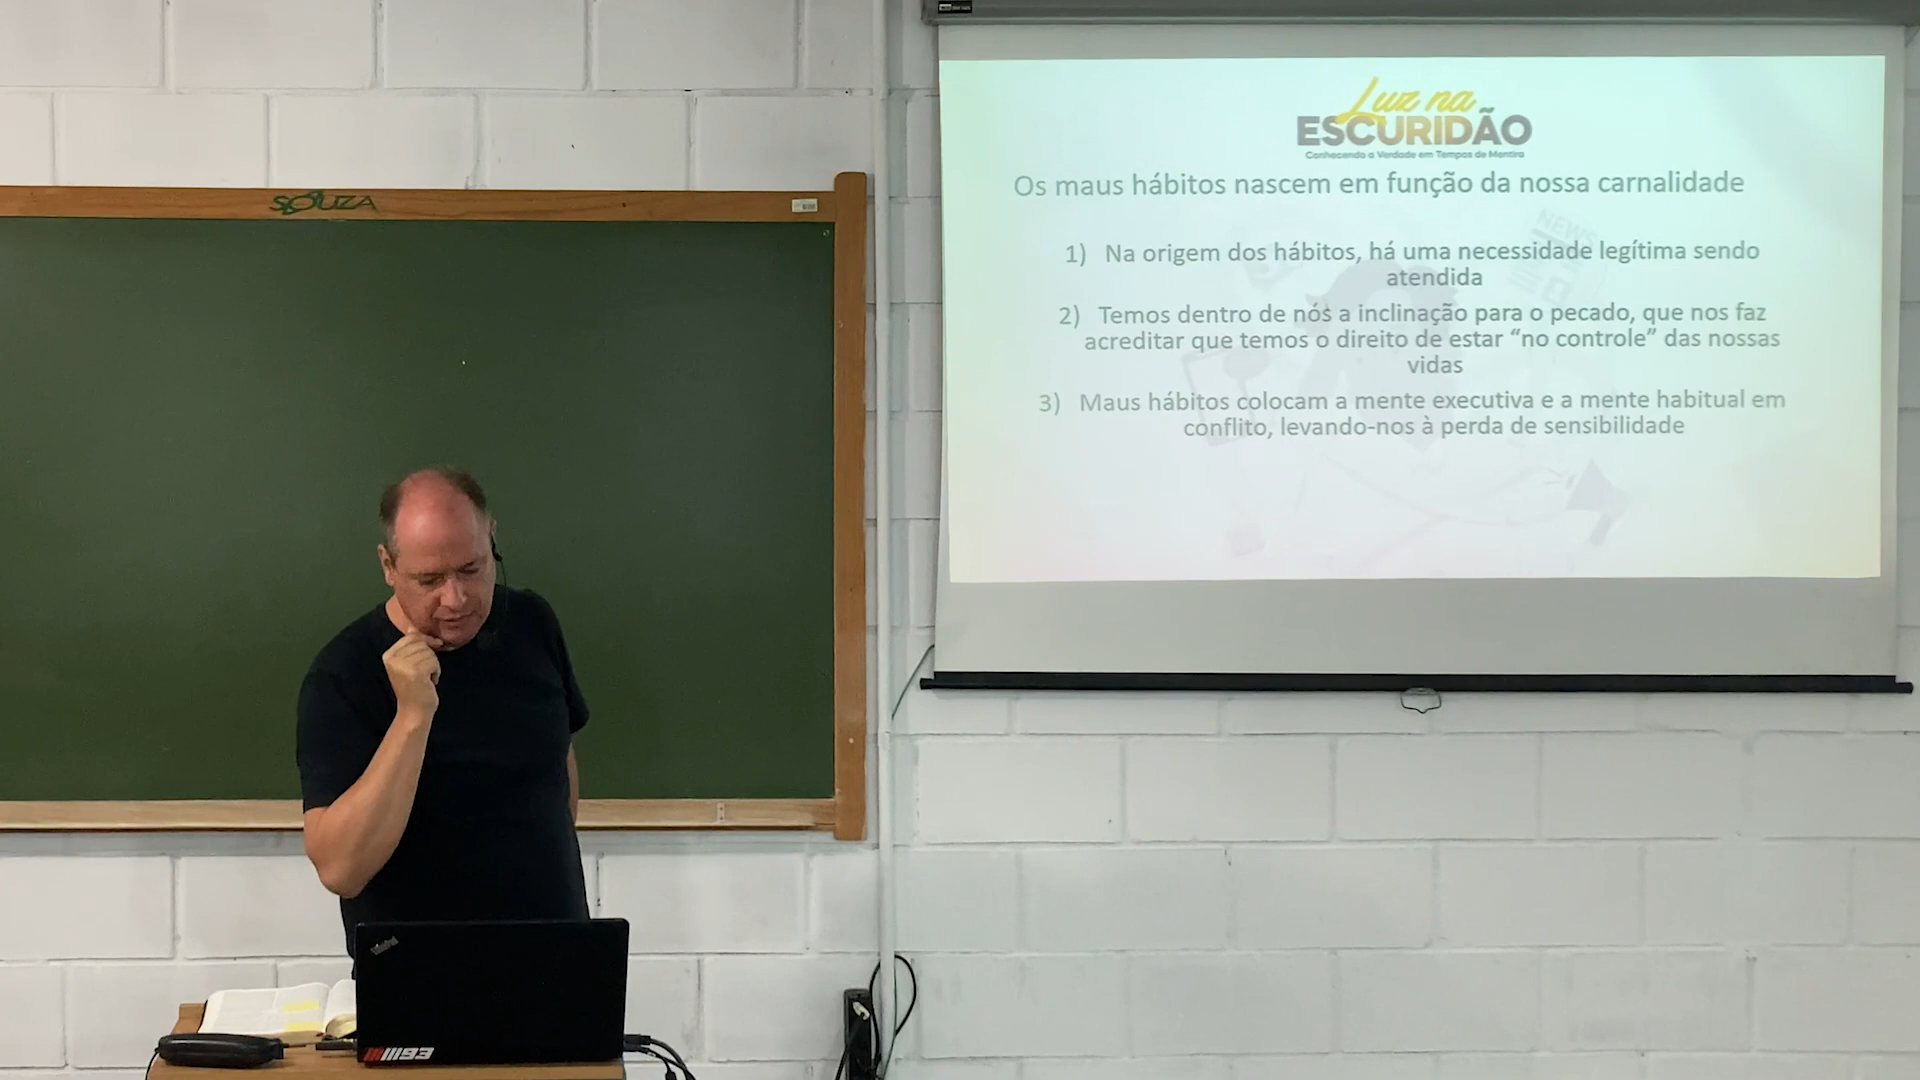 SOUZA
Luz na
ESCURIDÃO
Conhecendo a Verdade em Tempos de Mentira
Os maus hábitos nascem em função da nossa carnalidade
NEWS
1) Na origem dos hábitos, há uma necessidade legítima sendo
atendida
2) Temos dentro de nós a inclinação para o pecado, que nos faz
acreditar que temos o direito de estar “no controle” das nossas
vidas
3) Maus hábitos colocam a mente executiva e a mente habitual em
conflito, levando-nos à perda de sensibilidade
ThinkPad
93